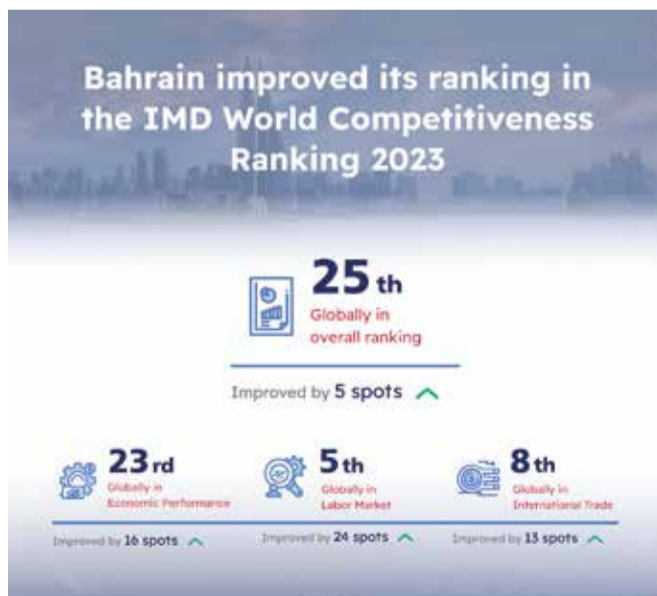 Bahrain improved its ranking in
the IMD World Competitiveness
Ranking 2023
25 th
Globally in
overall ranking
Improved by 5 spots
23rd
Globally in
Economic Performance
Improved by 16 spots
5th
Globally in
Labor Market
Improved by 24 spots
8th
Globally in
International Trade
Improved by 13 spots